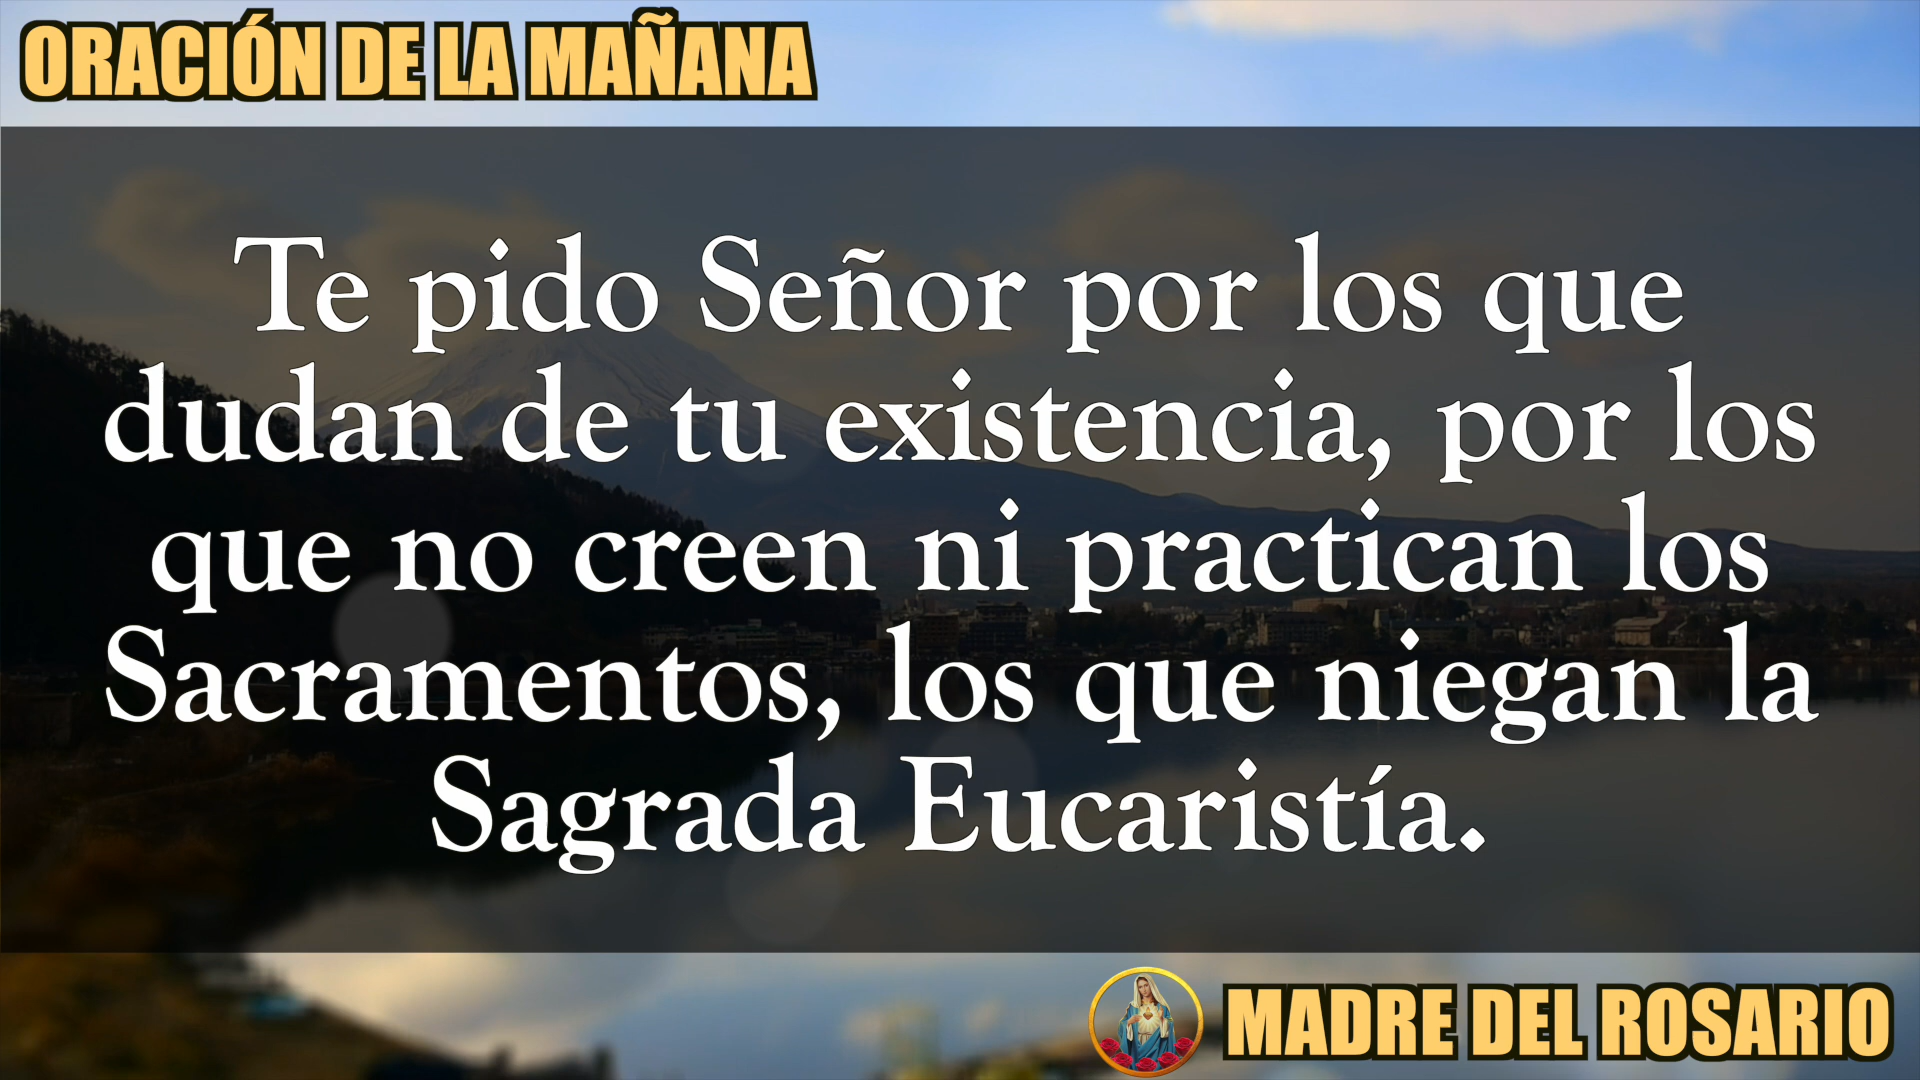 ORACIÓN DE LA MAÑANA
Te pido Señor por los que
dudan de tu existencia, por los
que no creen ni practican los
Sacramentos, los que niegan la
Sagrada Eucaristía.
MADRE DEL ROSARIO